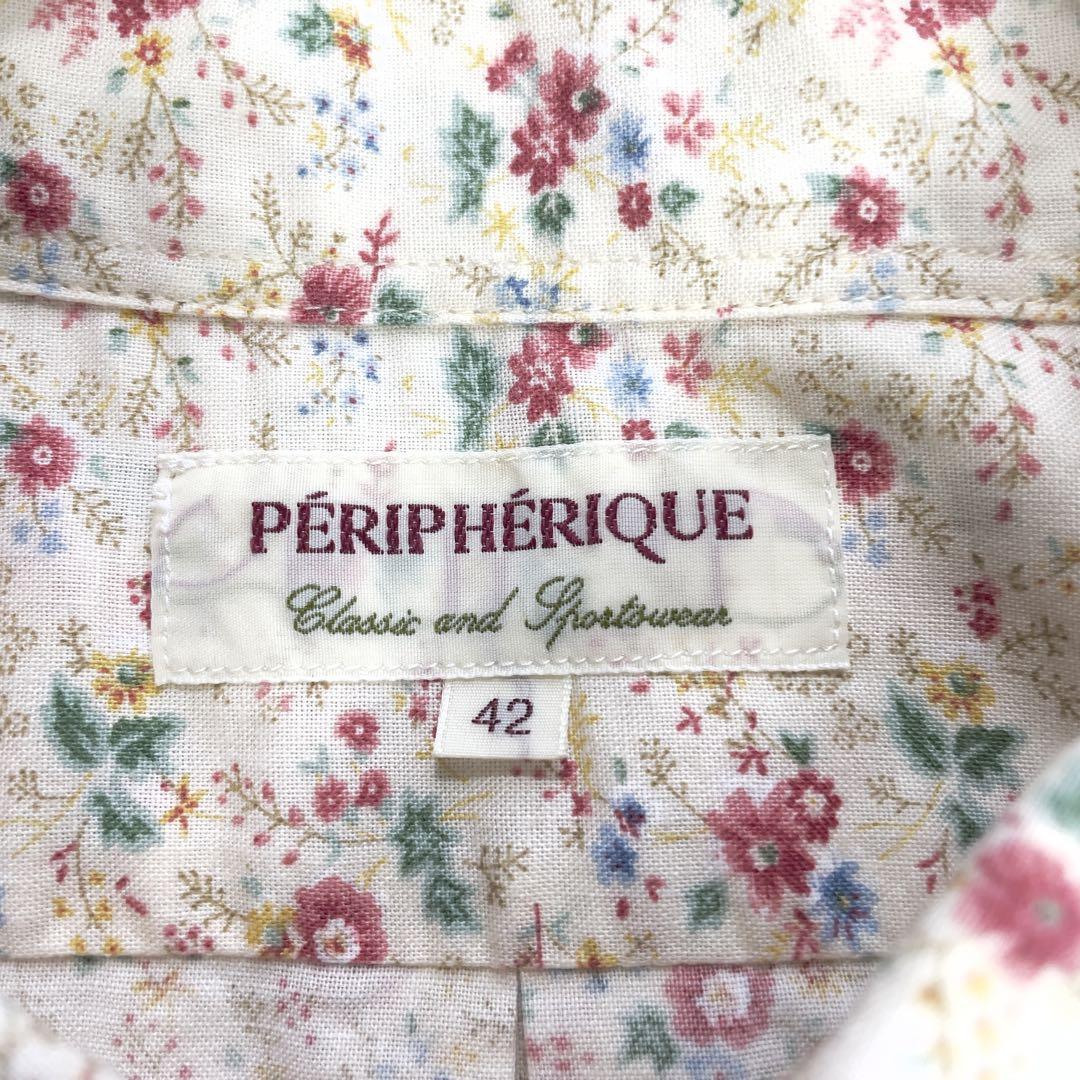 PÉRIPHÉRIQUE
Classic and Sportswear
42